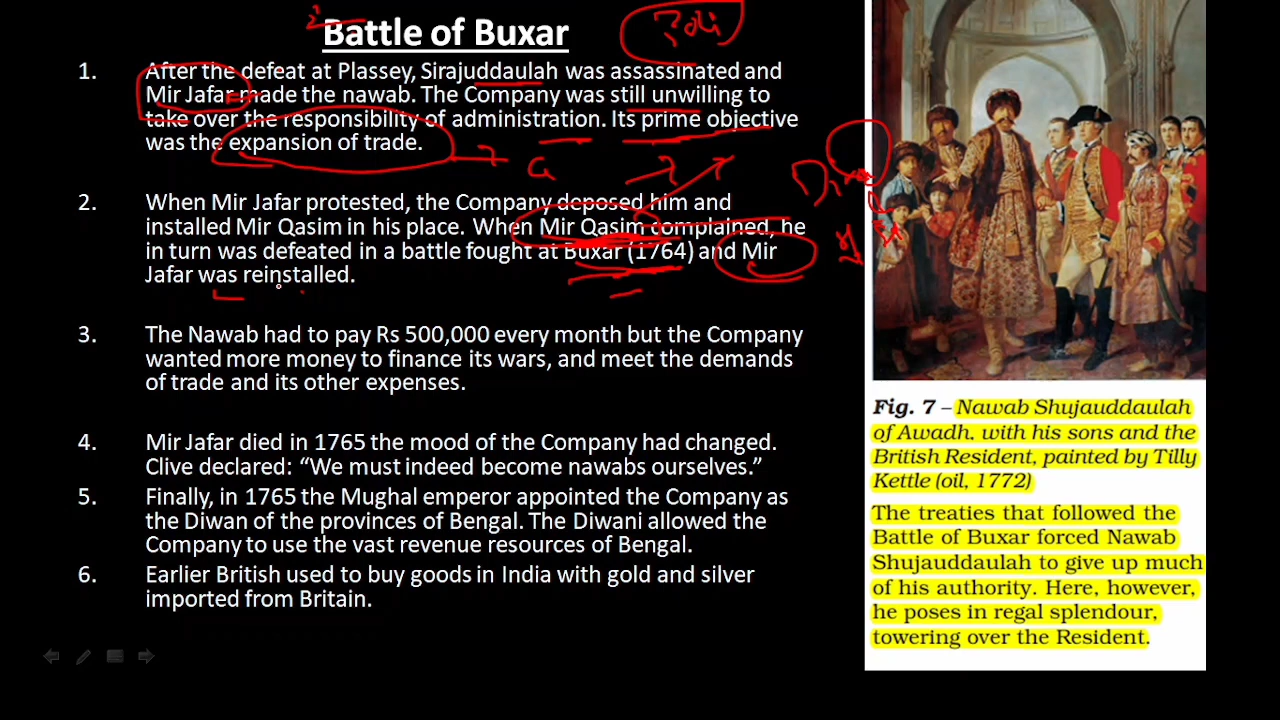 Battle of Buxar
1. After the defeat at Plassey, Sirajuddaulah was assassinated and
Mir Jafar made the nawab. The Company was still unwilling to
take over the responsibility of administration. Its prime objective
was the expansion of trade.
2. When Mir Jafar protested, the Company deposed him and
installed Mir Qasim in his place. When Mir Qasim complained, he
in turn was defeated in a battle fought at Buxar (1764) and Mir
Jafar was reinstalled.
3. The Nawab had to pay Rs 500,000 every month but the Company
wanted more money to finance its wars, and meet the demands
of trade and its other expenses.
4. Mir Jafar died in 1765 the mood of the Company had changed.
Clive declared: “We must indeed become nawabs ourselves.”
5. Finally, in 1765 the Mughal emperor appointed the Company as
the Diwan of the provinces of Bengal. The Diwani allowed the
Company to use the vast revenue resources of Bengal.
6. Earlier British used to buy goods in India with gold and silver
imported from Britain.
Fig. 7 – Nawab Shujauddaulah
of Awadh, with his sons and the
British Resident, painted by Tilly
Kettle (oil, 1772)
The treaties that followed the
Battle of Buxar forced Nawab
Shujauddaulah to give up much
of his authority. Here, however,
he poses in regal splendour,
towering over the Resident.